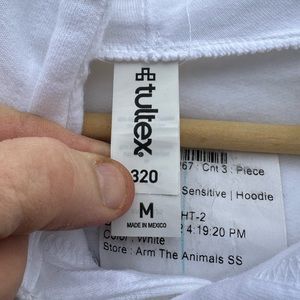 tultex
320
M
MADE IN MEXICO
67 : Cnt 3 : Piece
Sensitive | Hoodie
HT-2
4:19:20 PM
Color : White
Store : Arm The Animals SS